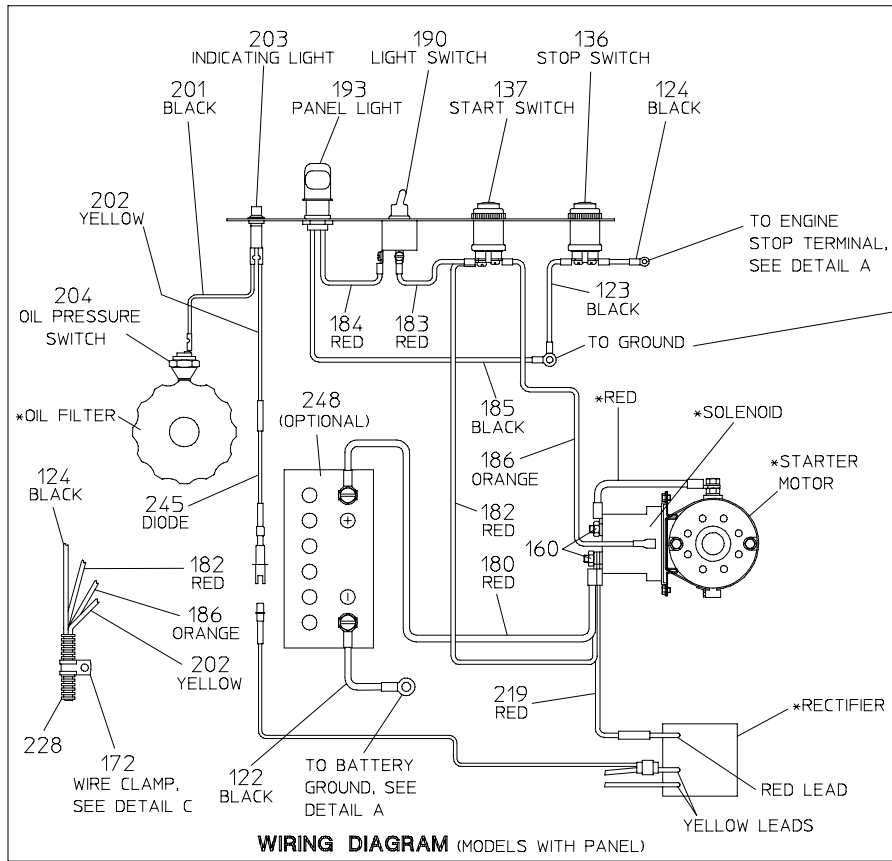 203
INDICATING LIGHT
190
LIGHT SWITCH
136
STOP SWITCH
201
BLACK
193
PANEL LIGHT
137
START SWITCH
124
BLACK
202
YELLOW
TO ENGINE
STOP TERMINAL,
SEE DETAIL A
204
OIL PRESSURE
SWITCH
184
RED
183
RED
123
BLACK
TO GROUND
*OIL FILTER
248
(OPTIONAL)
185
BLACK
*RED
*SOLENOID
186
ORANGE
*STARTER
MOTOR
124
BLACK
245
DIODE
+
182
RED
160
180
RED
182
RED
186
ORANGE
−
202
YELLOW
219
RED
*RECTIFIER
228
172
WIRE CLAMP,
SEE DETAIL C
122
BLACK
TO BATTERY
GROUND, SEE
DETAIL A
RED LEAD
YELLOW LEADS
WIRING DIAGRAM (MODELS WITH PANEL)